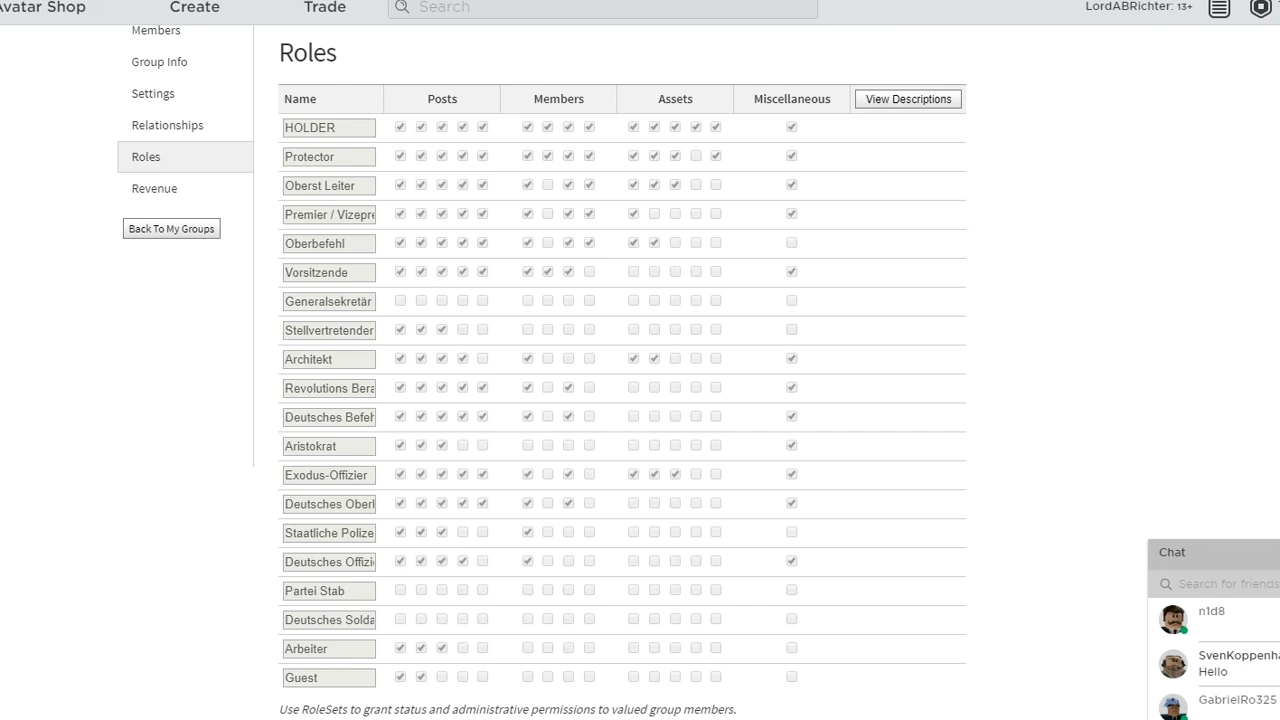 Avatar Shop Create Trade Search LordABRichter: 13+
Members
Group Info
Settings
Relationships
Roles
Revenue
Back To My Groups
Roles
Name Posts Members Assets Miscellaneous View Descriptions
HOLDER
Protector
Oberst Leiter
Premier / Vizepre
Oberbefehl
Vorsitzende
Generalsekretär
Stellvertretender
Architekt
Revolutions Bera
Deutsches Befeh
Aristokrat
Exodus-Offizier
Deutsches Oberl
Staatliche Polize
Deutsches Offizi
Partei Stab
Deutsches Solda
Arbeiter
Guest
Use RoleSets to grant status and administrative permissions to valued group members.
Chat
Search for friends
n1d8
SvenKoppenha
Hello
GabrielRo325